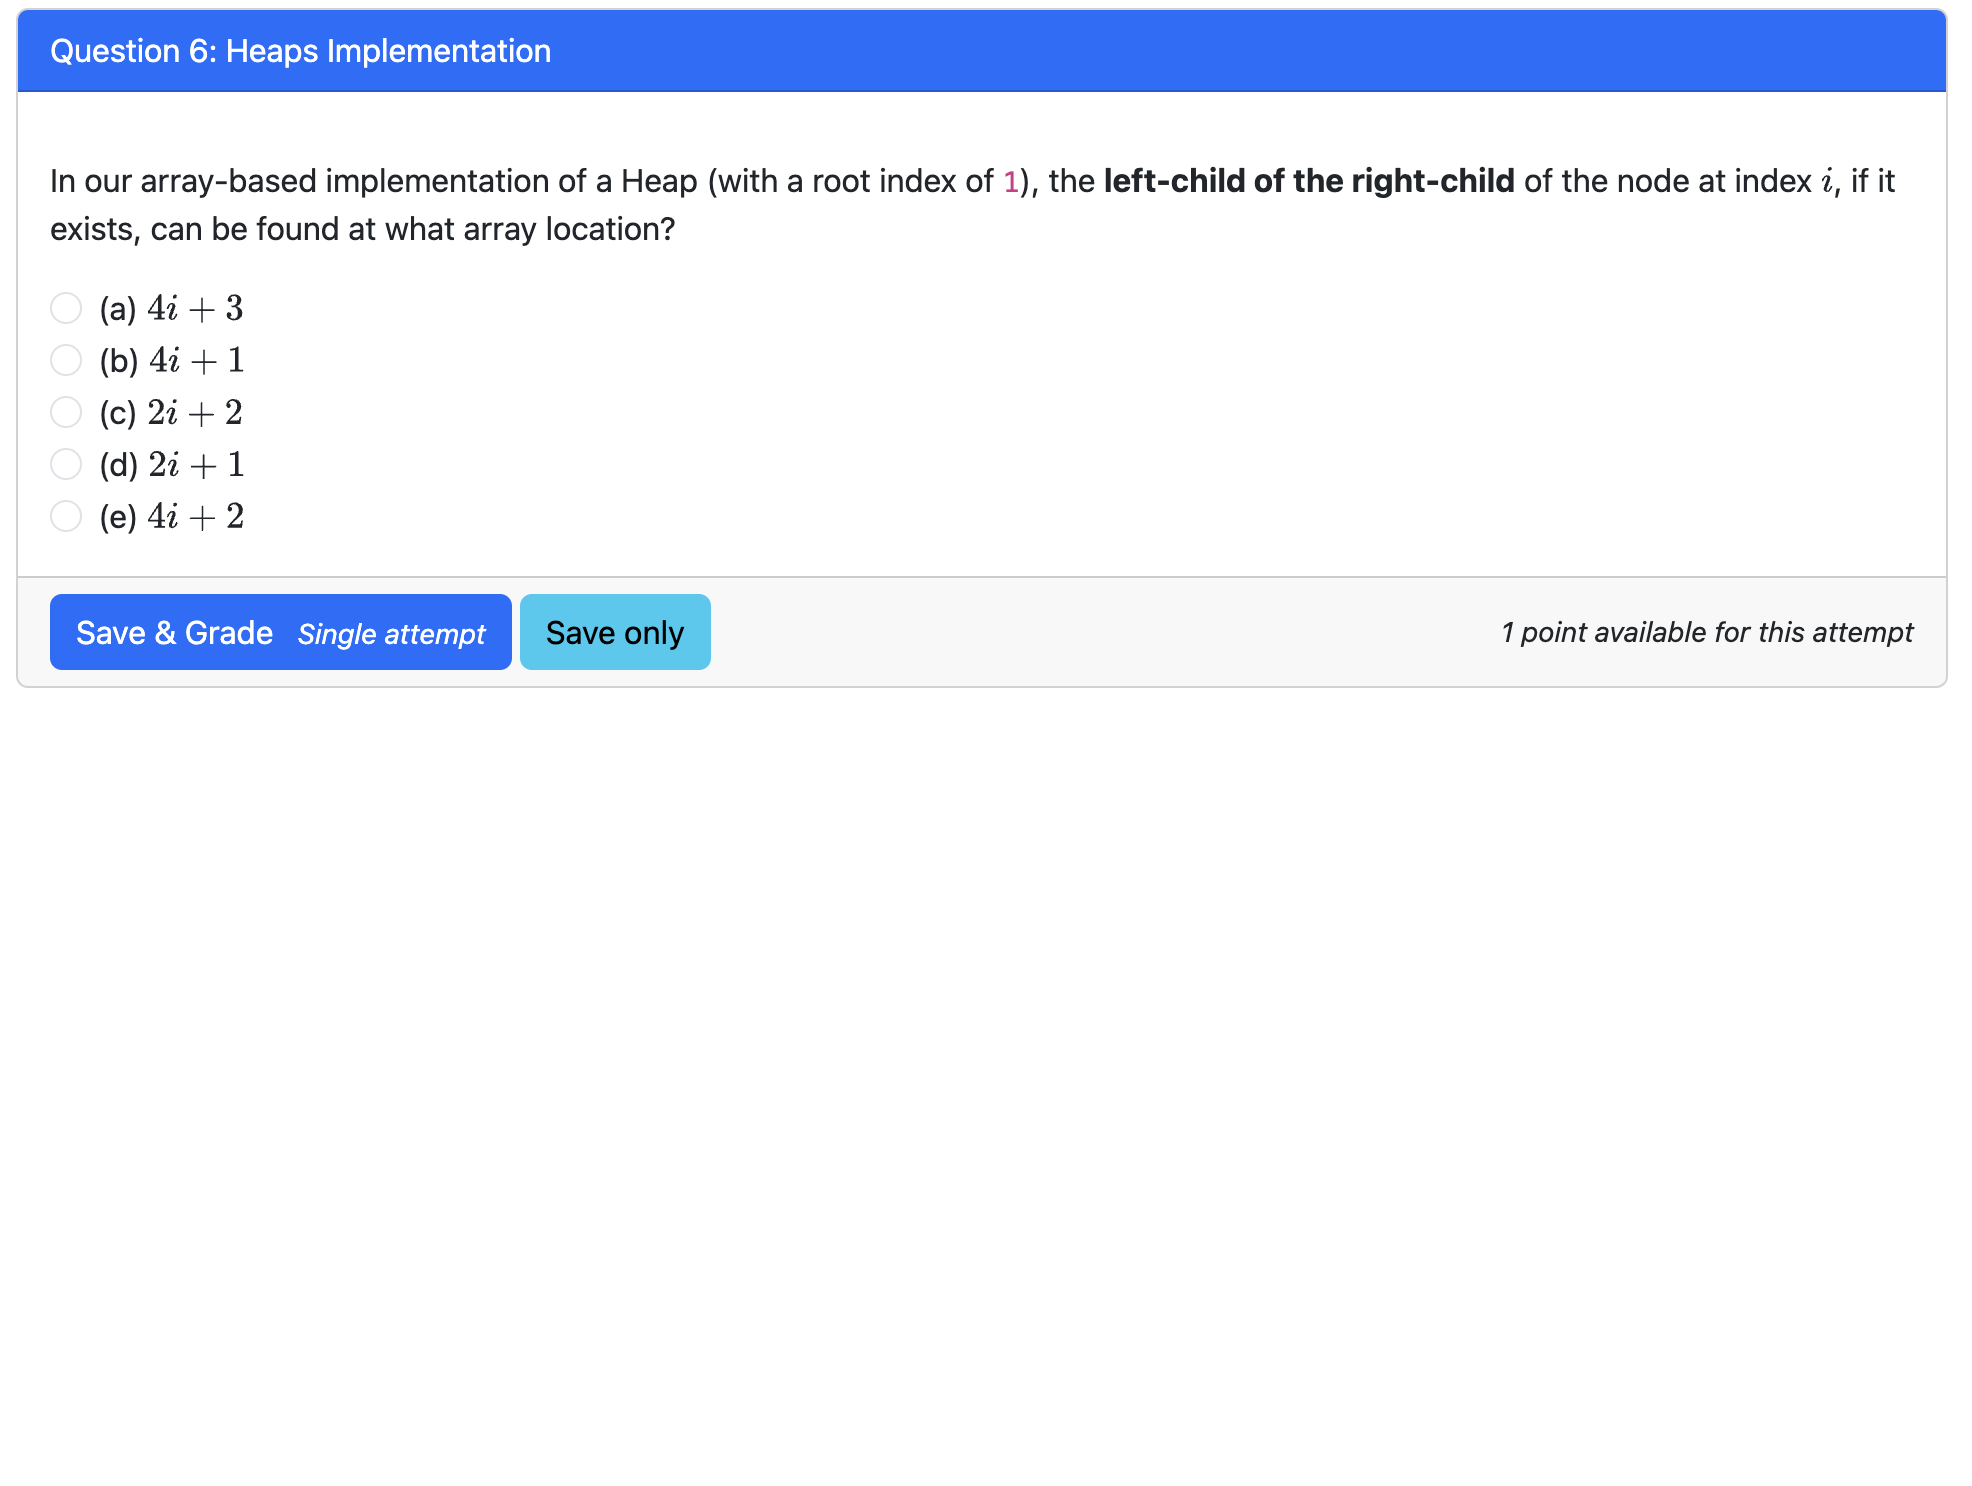 Question 6: Heaps Implementation
In our array-based implementation of a Heap (with a root index of 1), the left-child of the right-child of the node at index i, if it
exists, can be found at what array location?
(a) 4i + 3
(b) 4i + 1
(c) 2i + 2
(d) 2i + 1
(e) 4i + 2
Save & Grade Single attempt Save only 1 point available for this attempt